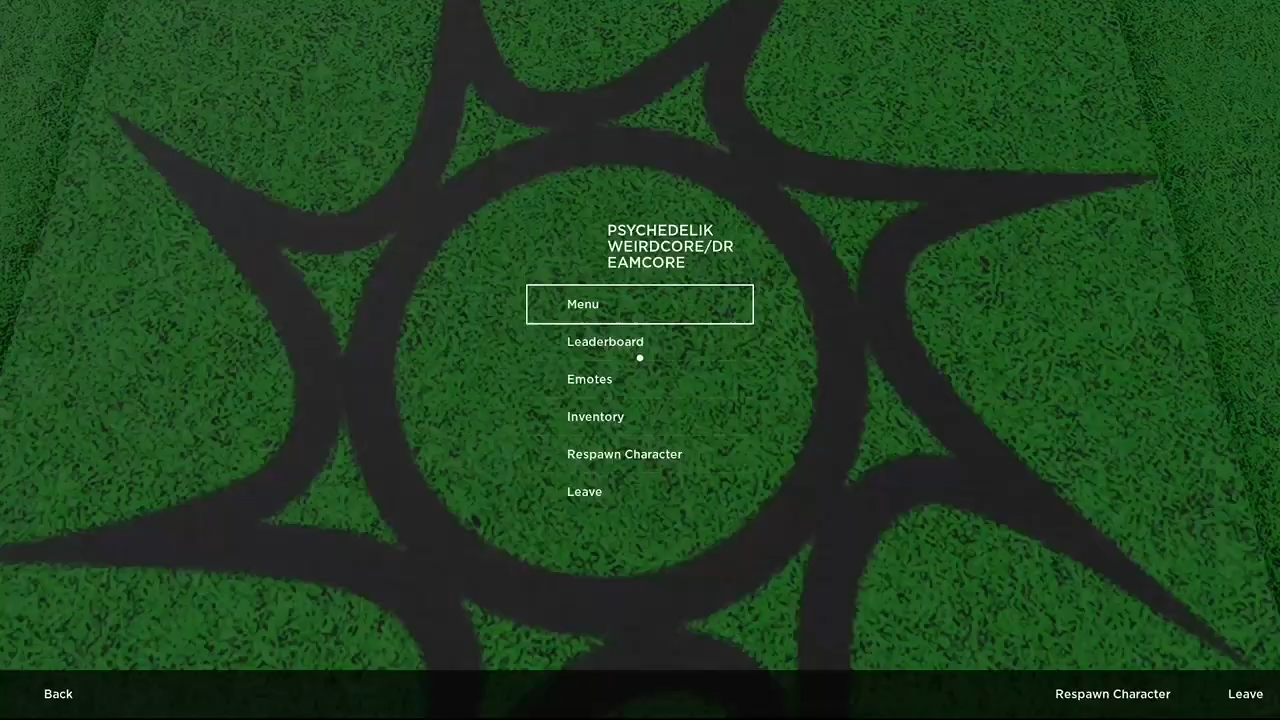 PSYCHEDELIK
WEIRDCORE/DR
EAMCORE
Menu
Leaderboard
Emotes
Inventory
Respawn Character
Leave
Back
Respawn Character
Leave